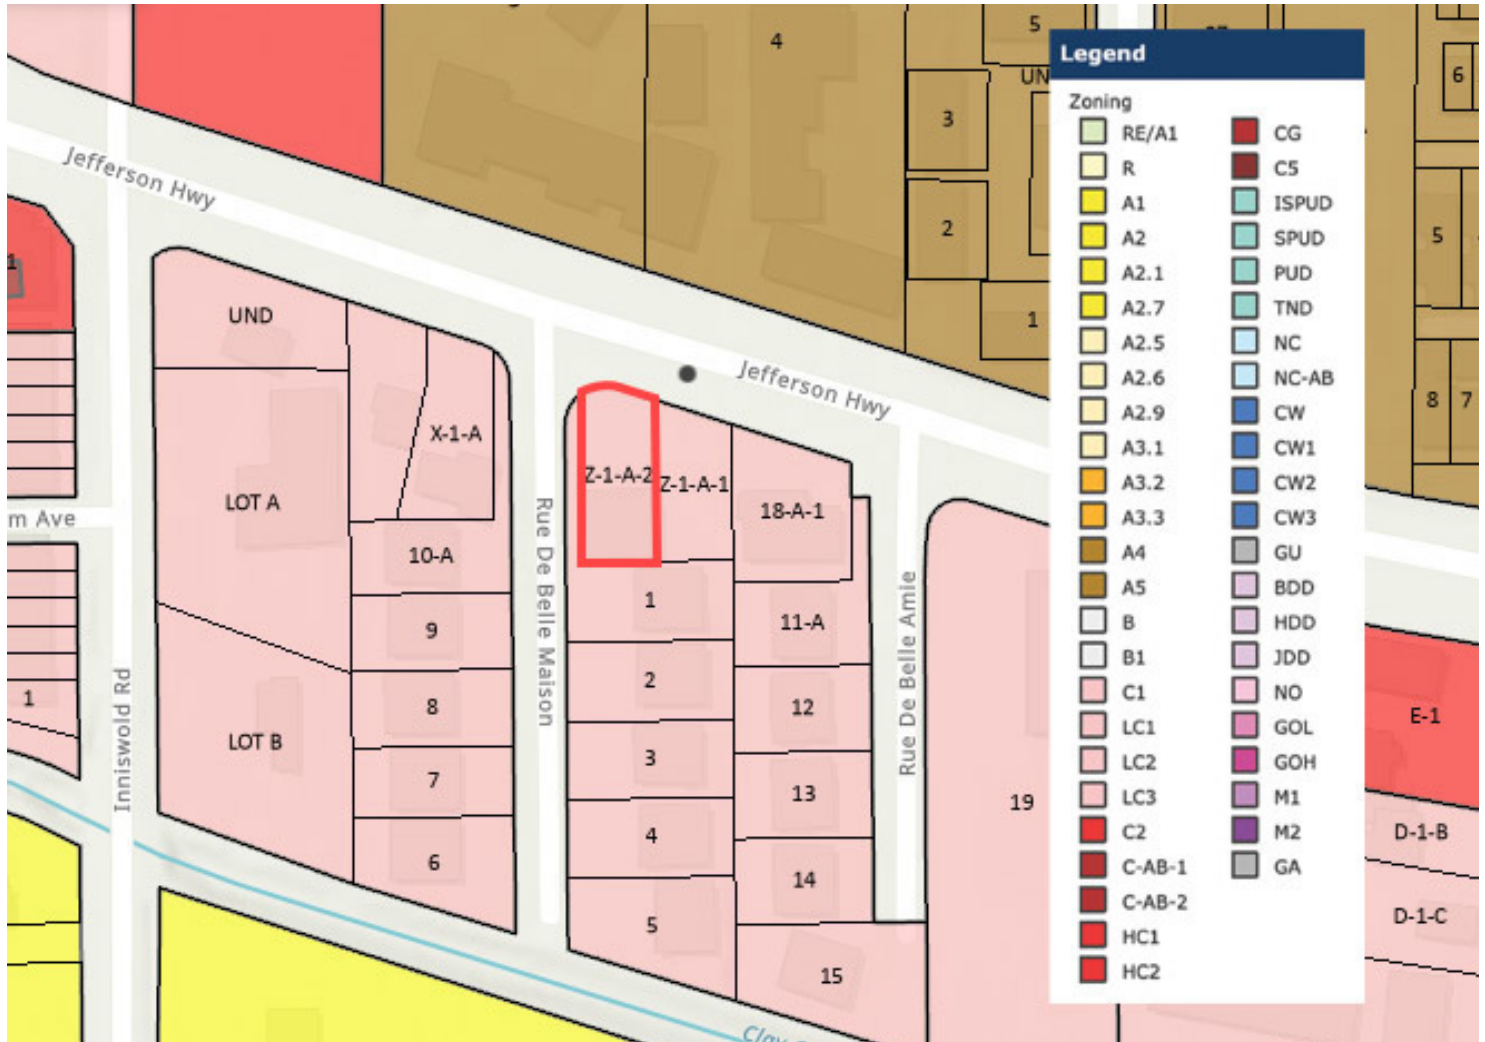 4
5
UN
3
6
2
5
1
8
7
Jefferson Hwy
1
UND
X-1-A
LOT A
m Ave
10-A
9
8
7
6
LOT B
1
Inniswold Rd
Rue De Belle Maison
Jefferson Hwy
Z-1-A-2
Z-1-A-1
18-A-1
1
11-A
2
12
3
13
4
14
5
15
Rue De Belle Amie
19
E-1
D-1-B
D-1-C
Legend
Zoning
RE/A1
R
A1
A2
A2.1
A2.7
A2.5
A2.6
A2.9
A3.1
A3.2
A3.3
A4
A5
B
B1
C1
LC1
LC2
LC3
C2
C-AB-1
C-AB-2
HC1
HC2
CG
C5
ISPUD
SPUD
PUD
TND
NC
NC-AB
CW
CW1
CW2
CW3
GU
BDD
HDD
JDD
NO
GOL
GOH
M1
M2
GA